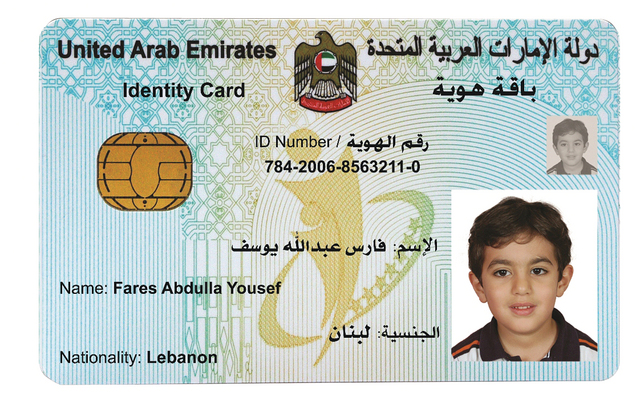 United Arab Emirates دولة الإمارات العربية المتحدة
Identity Card باقة هوية
ID Number / رقم الهوية
784-2006-8563211-0
الإسم: فارس عبدالله يوسف
Name: Fares Abdulla Yousef
الجنسية: لبنان
Nationality: Lebanon